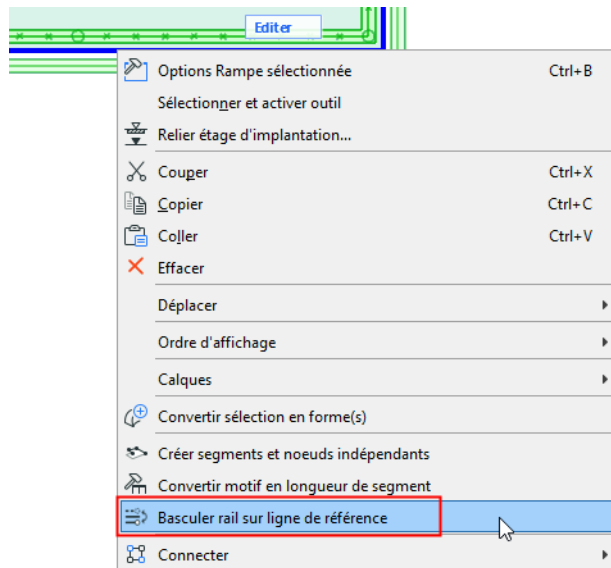 Editer
Options Rampe sélectionnée Ctrl+B
Sélectionner et activer outil
Relier étage d'implantation...
Couper Ctrl+X
Copier Ctrl+C
Coller Ctrl+V
Effacer
Déplacer
Ordre d'affichage
Calques
Convertir sélection en forme(s)
Créer segments et noeuds indépendants
Convertir motif en longueur de segment
Basculer rail sur ligne de référence
Connecter